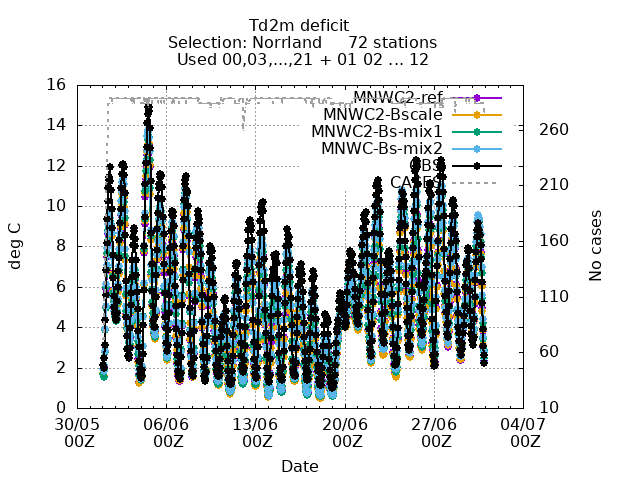 Td2m deficit
Selection: Norrland     72 stations
Used 00,03,...,21 + 01 02 ... 12
16
14
12
10
8
6
4
2
0
deg C
MNWC2-ref
MNWC2-Bscale
MNWC2-Bs-mix1
MNWC-Bs-mix2
OBS
CASES
260
210
160
110
60
10
No cases
30/05 06/06 13/06 20/06 27/06 04/07
00Z 00Z 00Z 00Z 00Z 00Z
Date